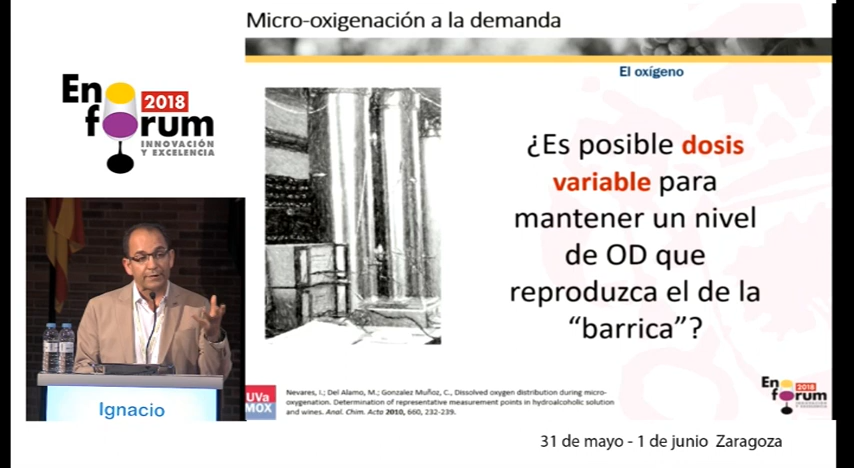 Micro-oxigenación a la demanda
El oxígeno
En
2018
fórum
INNOVACIÓN
Y EXCELENCIA
¿Es posible dosis
variable para
mantener un nivel
de OD que
reproduzca el de la
“barrica”?
Ignacio
UVa
MOX
Nevares, I.; Del Alamo, M.; Gonzalez Muñoz, C., Dissolved oxygen distribution during micro-
oxygenation. Determination of representative measurement points in hydroalcoholic solution
and wines. Anal. Chim. Acta 2010, 660, 232-239.
En
2018
fórum
31 de mayo - 1 de junio Zaragoza